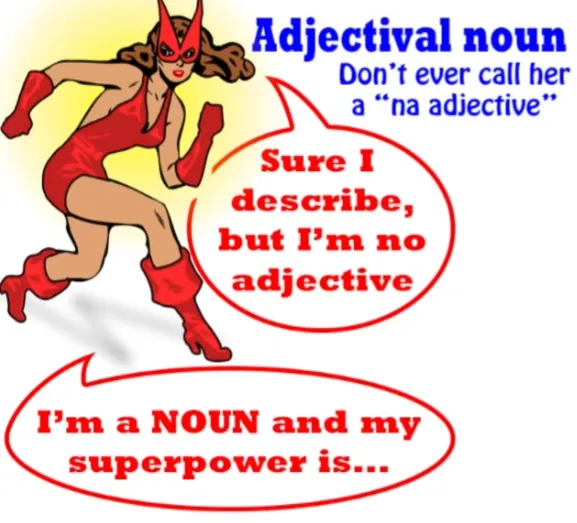 Adjectival noun
Don't ever call her
a "na adjective"
Sure I
describe,
but I'm no
adjective
I'm a NOUN and my
superpower is...